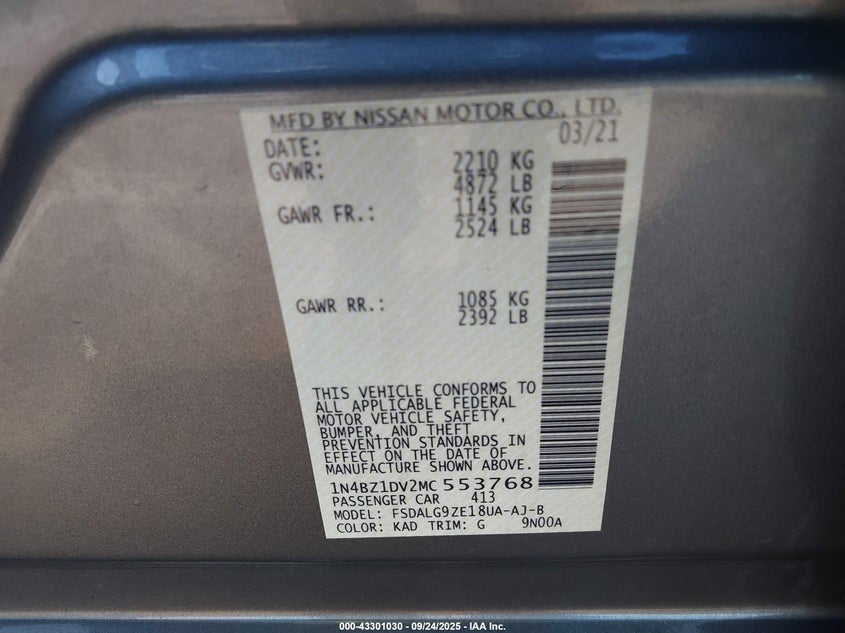 MFD BY NISSAN MOTOR CO., LTD.
DATE: 03/21
GVWR: 2210 KG
4872 LB
GAWR FR.: 1145 KG
2524 LB
GAWR RR.: 1085 KG
2392 LB
THIS VEHICLE CONFORMS TO
ALL APPLICABLE FEDERAL
MOTOR VEHICLE SAFETY,
BUMPER, AND THEFT
PREVENTION STANDARDS IN
EFFECT ON THE DATE OF
MANUFACTURE SHOWN ABOVE.
1N4BZ1DV2MC 553768
PASSENGER CAR 413
MODEL: FSDALG9ZE18UA-AJ-B
COLOR: KAD TRIM: G 9N00A
000-43301030 - 09/24/2025 - IAA Inc.